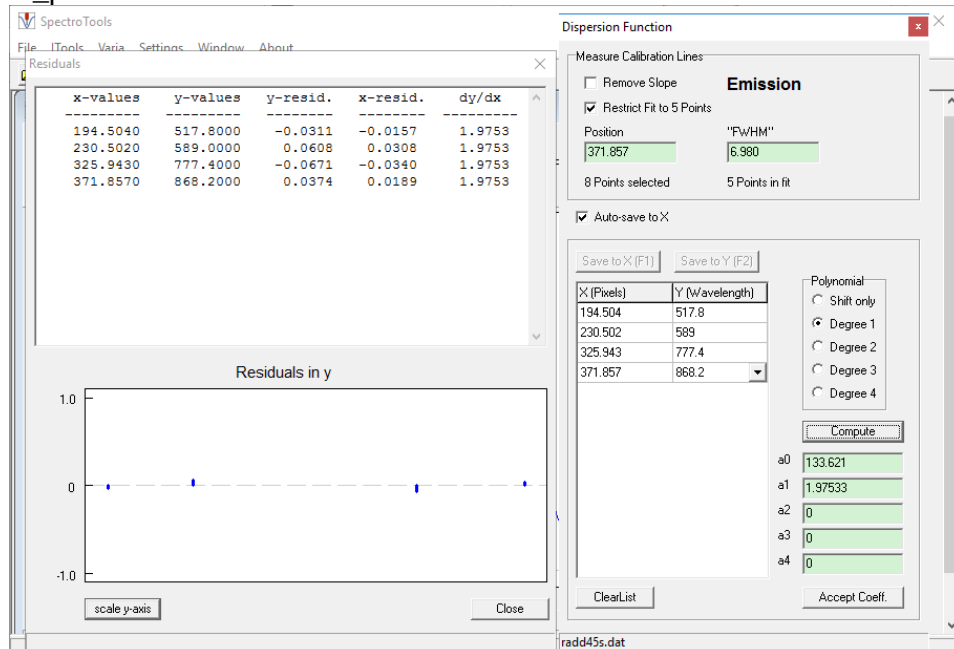 SpectroTools
File ITools Varia Settings Window About
Residuals
x-values y-values y-resid. x-resid. dy/dx
--------- --------- -------- -------- ---------
194.5040 517.8000 -0.0311 -0.0157 1.9753
230.5020 589.0000 0.0608 0.0308 1.9753
325.9430 777.4000 -0.0671 -0.0340 1.9753
371.8570 868.2000 0.0374 0.0189 1.9753
Residuals in y
1.0
0
-1.0
scale y-axis Close
Dispersion Function
Measure Calibration Lines
Remove Slope Emission
Restrict Fit to 5 Points
Position "FWHM"
371.857 6.980
8 Points selected 5 Points in fit
Auto-save to X
Save to X (F1) Save to Y (F2)
X (Pixels) Y (Wavelength)
194.504 517.8
230.502 589
325.943 777.4
371.857 868.2
Polynomial
Shift only
Degree 1
Degree 2
Degree 3
Degree 4
Compute
a0 133.621
a1 1.97533
a2 0
a3 0
a4 0
ClearList Accept Coeff.
radd45s.dat